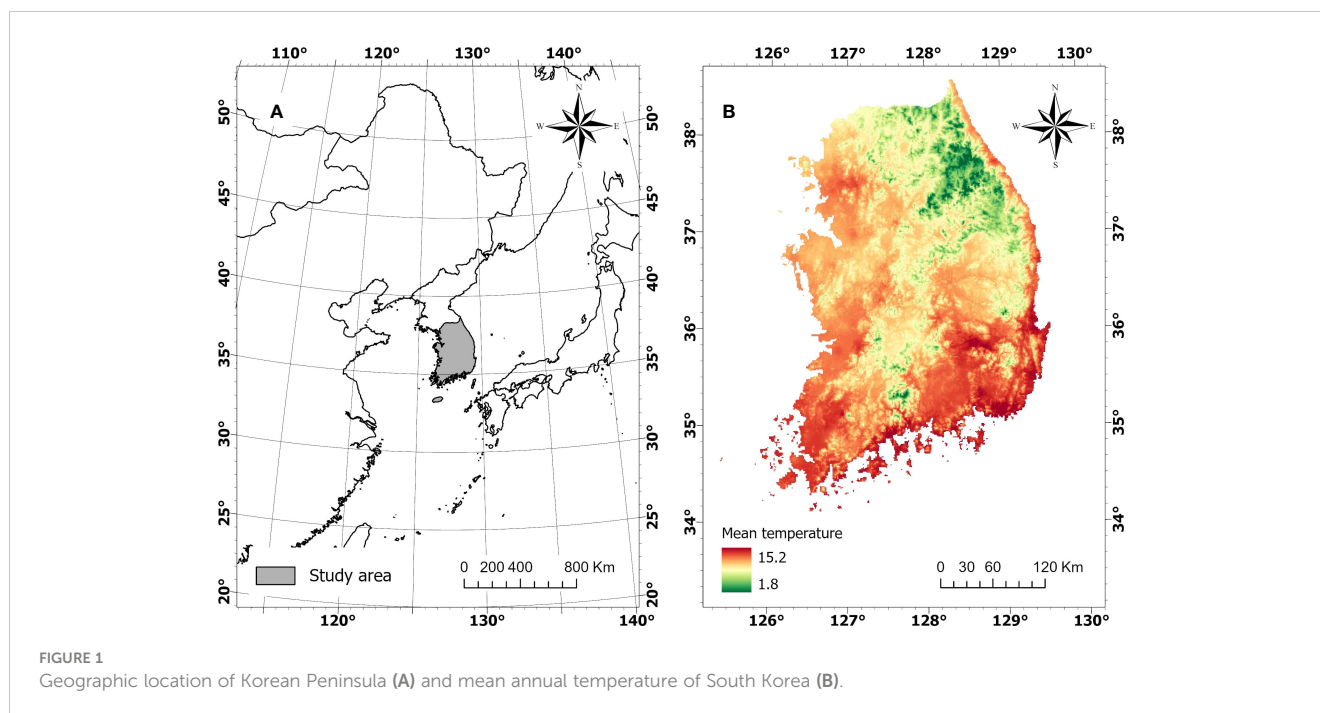 110° 120° 130° 140°
A
N
W E
S
50° 50°
45° 45°
40° 40°
35° 35°
30° 30°
25° 25°
20° 20°
Study area
0 200 400 800 Km
120° 130° 140°
126° 127° 128° 129° 130°
B
N
W E
S
38° 38°
37° 37°
36° 36°
35° 35°
34° 34°
Mean temperature
15.2
1.8
0 30 60 120 Km
126° 127° 128° 129° 130°
FIGURE 1
Geographic location of Korean Peninsula (A) and mean annual temperature of South Korea (B).